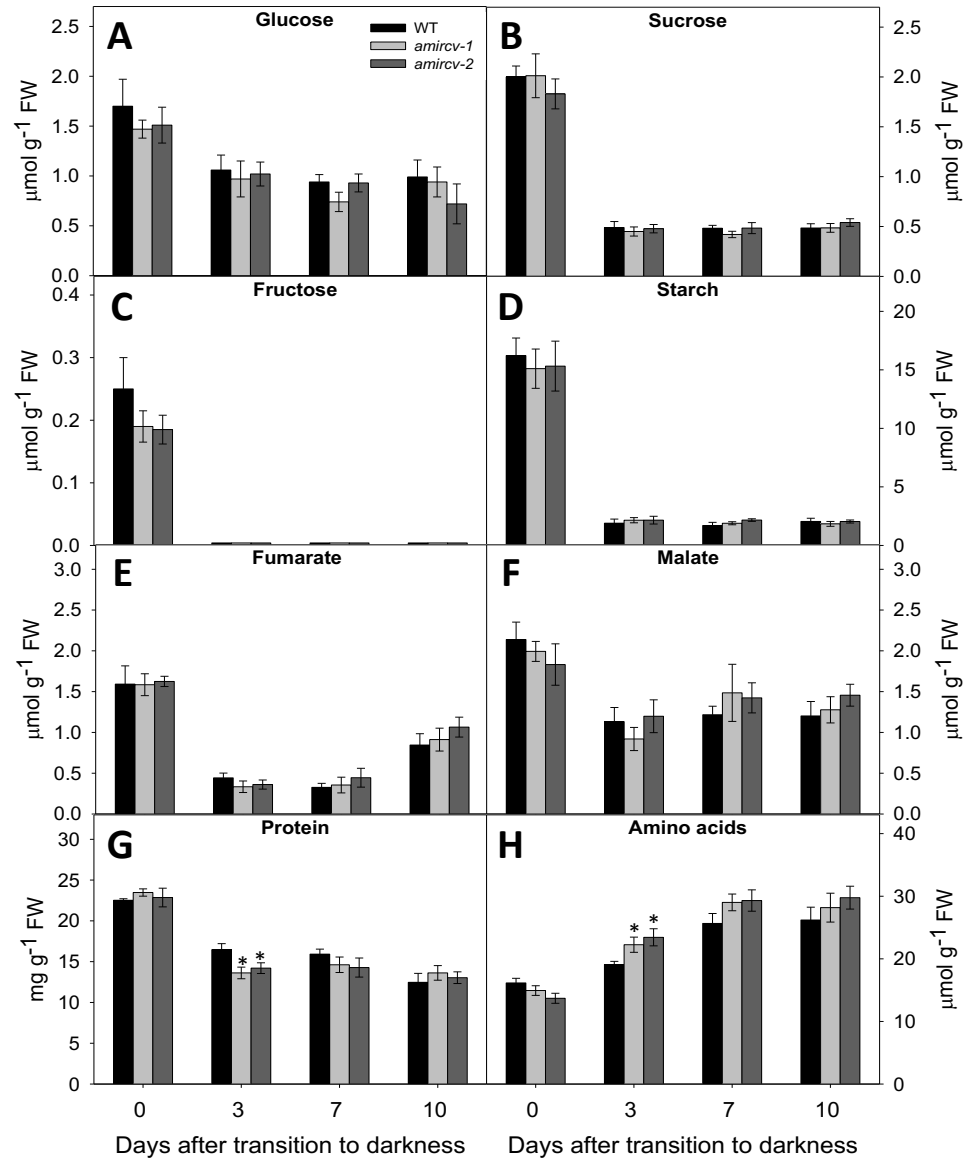 A
Glucose
WT
amircv-1
amircv-2
2.5
2.0
1.5
1.0
0.5
0.0
µmol g-1 FW
B
Sucrose
2.5
2.0
1.5
1.0
0.5
0.0
µmol g-1 FW
C
Fructose
0.4
0.3
0.2
0.1
0.0
µmol g-1 FW
D
Starch
20
15
10
5
0
µmol g-1 FW
E
Fumarate
3.0
2.5
2.0
1.5
1.0
0.5
0.0
µmol g-1 FW
F
Malate
3.0
2.5
2.0
1.5
1.0
0.5
0.0
µmol g-1 FW
G
Protein
30
25
20
15
10
5
0
mg g-1 FW
* *
0 3 7 10
Days after transition to darkness
H
Amino acids
40
30
20
10
0
µmol g-1 FW
* *
0 3 7 10
Days after transition to darkness